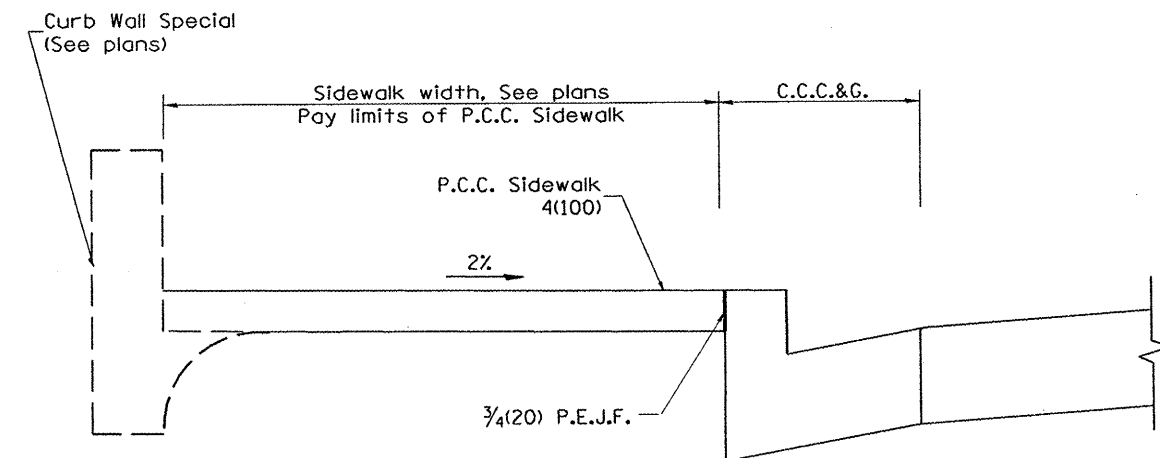 Curb Wall Special
(See plans)
Sidewalk width, See plans
Pay limits of P.C.C. Sidewalk
C.C.C.&G.
P.C.C. Sidewalk
4(100)
2%
¾(20) P.E.J.F.